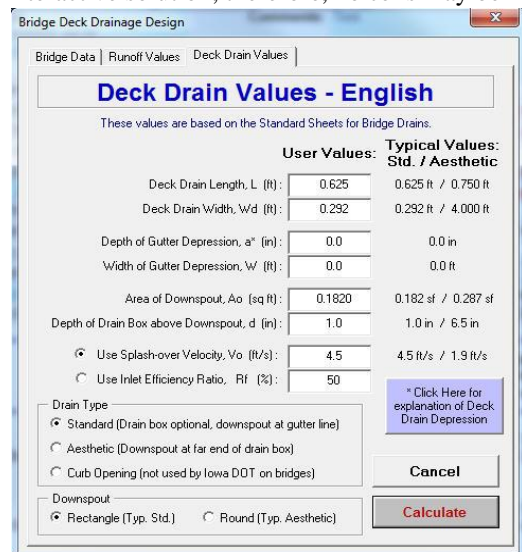 Bridge Deck Drainage Design
Bridge Data | Runoff Values | Deck Drain Values
Deck Drain Values - English
These values are based on the Standard Sheets for Bridge Drains.
User Values: Typical Values: Std. / Aesthetic
Deck Drain Length, L (ft): 0.625 0.625 ft / 0.750 ft
Deck Drain Width, Wd (ft): 0.292 0.292 ft / 4.000 ft
Depth of Gutter Depression, a* (in): 0.0 0.0 in
Width of Gutter Depression, W (ft): 0.0 0.0 ft
Area of Downspout, Ao (sq ft): 0.1820 0.182 sf / 0.287 sf
Depth of Drain Box above Downspout, d (in): 1.0 1.0 in / 6.5 in
Use Splash-over Velocity, Vo (ft/s): 4.5 4.5 ft/s / 1.9 ft/s
Use Inlet Efficiency Ratio, Rf (%): 50
* Click Here for
explanation of Deck
Drain Depression
Drain Type
Standard (Drain box optional, downspout at gutter line)
Aesthetic (Downspout at far end of drain box)
Curb Opening (not used by Iowa DOT on bridges)
Cancel
Downspout
Rectangle (Typ. Std.) Round (Typ. Aesthetic)
Calculate